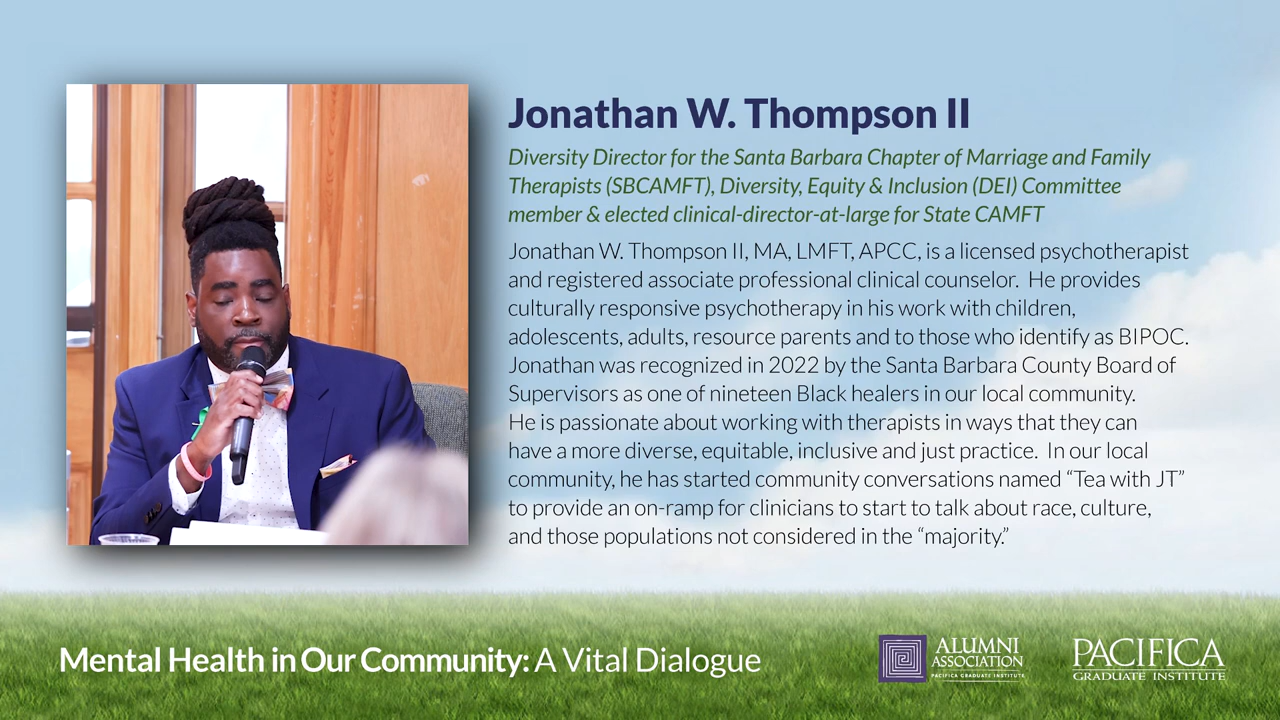 Jonathan W. Thompson II
Diversity Director for the Santa Barbara Chapter of Marriage and Family
Therapists (SBCAMFT), Diversity, Equity & Inclusion (DEI) Committee
member & elected clinical-director-at-large for State CAMFT
Jonathan W. Thompson II, MA, LMFT, APCC, is a licensed psychotherapist
and registered associate professional clinical counselor.  He provides
culturally responsive psychotherapy in his work with children,
adolescents, adults, resource parents and to those who identify as BIPOC.
Jonathan was recognized in 2022 by the Santa Barbara County Board of
Supervisors as one of nineteen Black healers in our local community.
He is passionate about working with therapists in ways that they can
have a more diverse, equitable, inclusive and just practice.  In our local
community, he has started community conversations named “Tea with JT”
to provide an on-ramp for clinicians to start to talk about race, culture,
and those populations not considered in the “majority.”
Mental Health in Our Community: A Vital Dialogue
ALUMNI
ASSOCIATION
PACIFICA GRADUATE INSTITUTE
PACIFICA
GRADUATE INSTITUTE